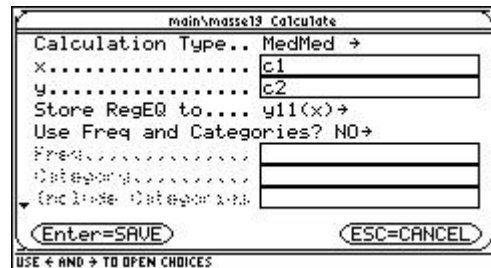 main\masse19 Calculate
Calculation Type.. MedMed →
x................. c1
y................. c2
Store RegEQ to.... y11(x)→
Use Freq and Categories? NO→
Freq..............
Category..........
Include Categories
Enter=SAVE ESC=CANCEL
USE ← AND → TO OPEN CHOICES